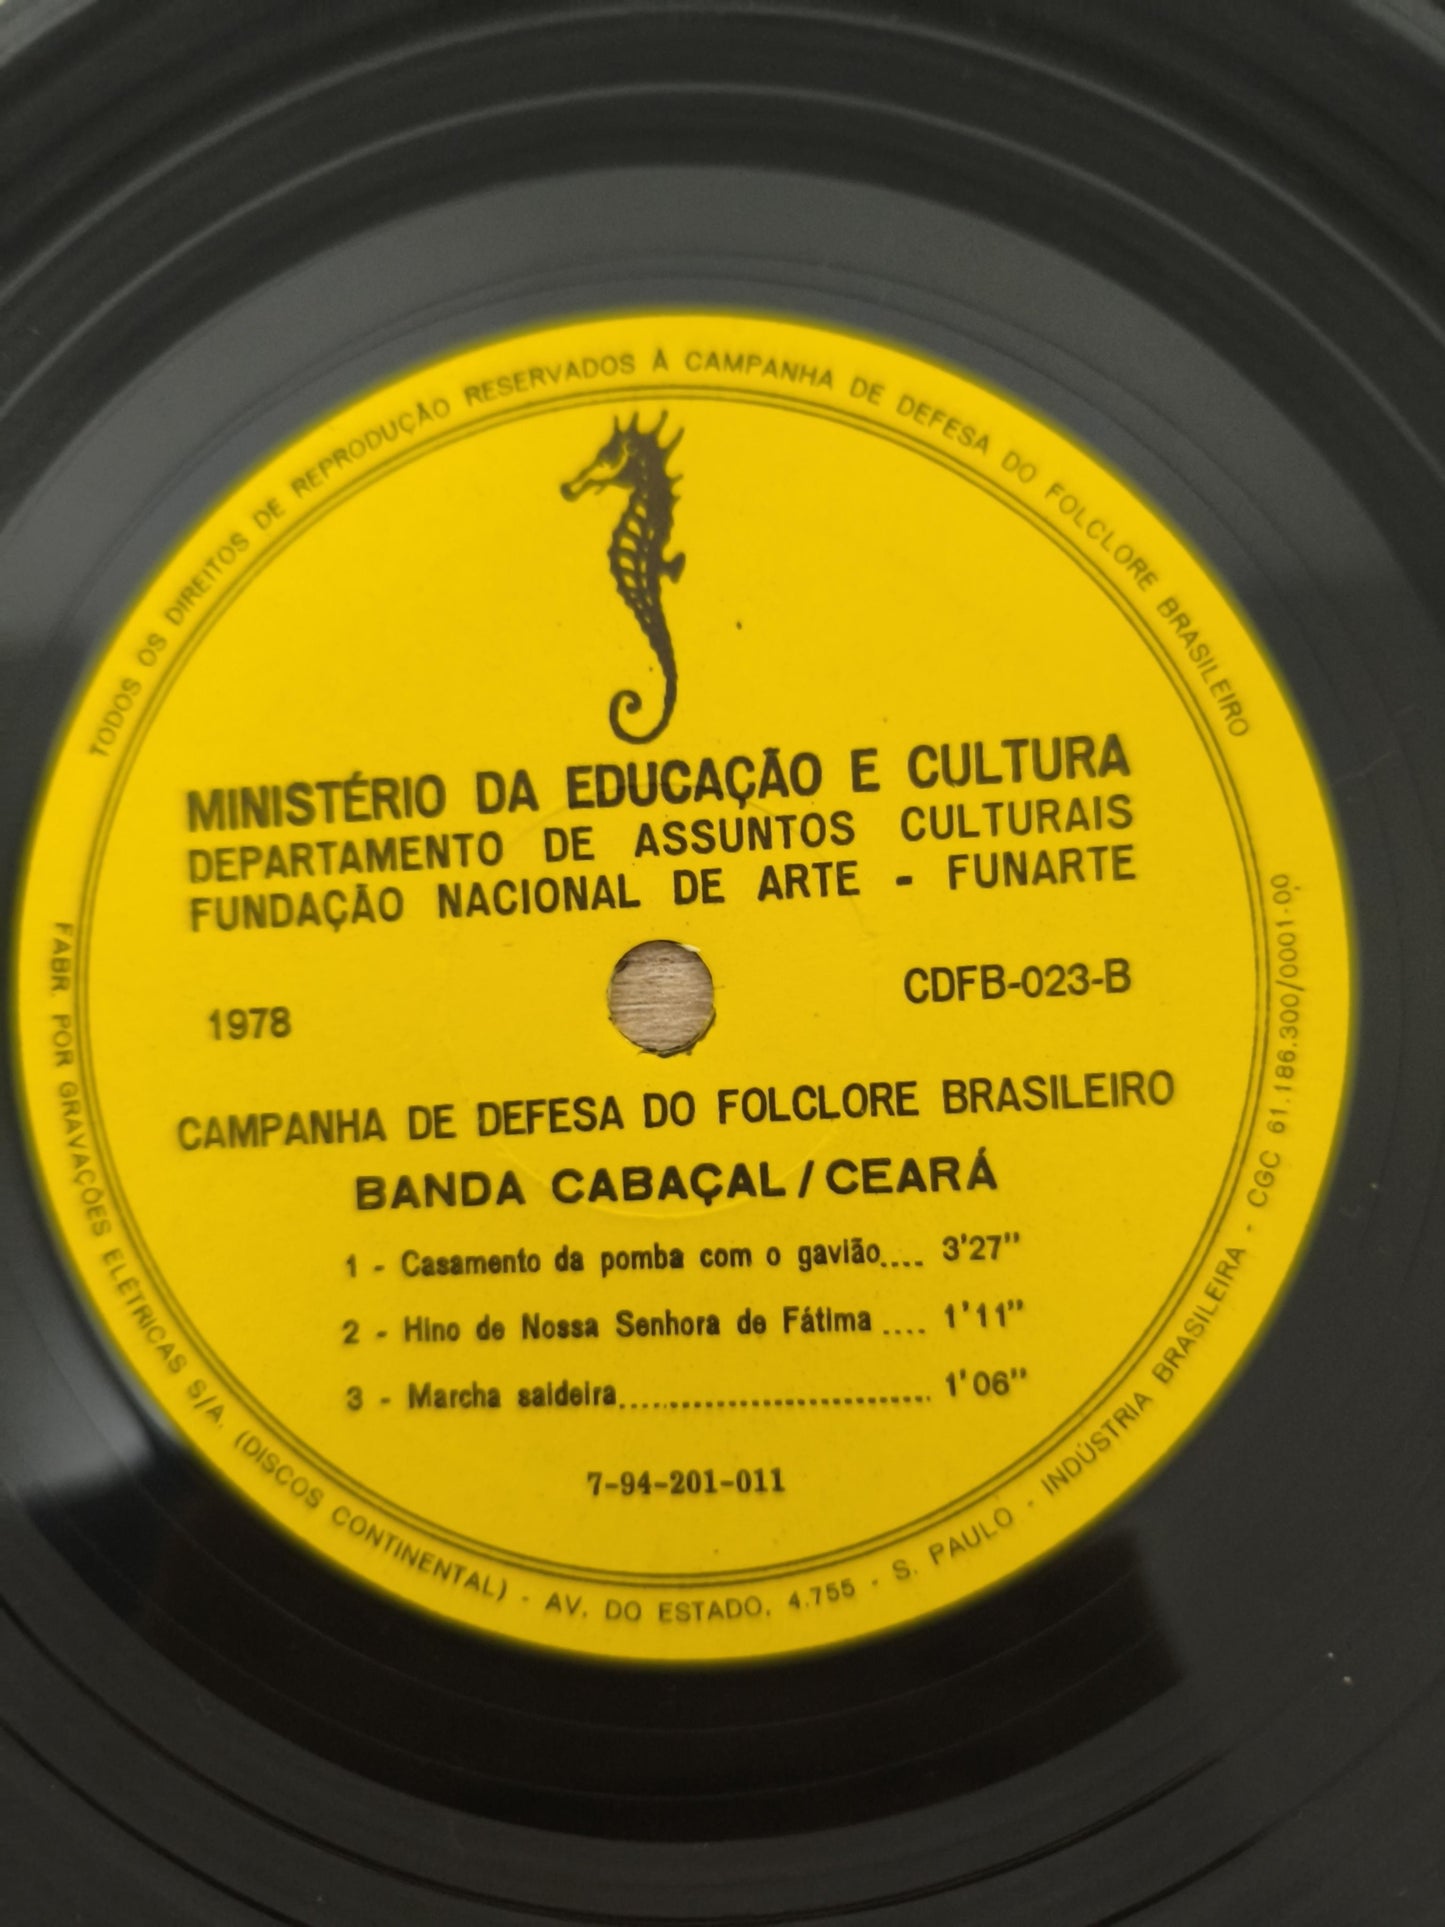 TODOS OS DIREITOS DE REPRODUÇÃO RESERVADOS À CAMPANHA DE DEFESA DO FOLCLORE BRASILEIRO
MINISTÉRIO DA EDUCAÇÃO E CULTURA
DEPARTAMENTO DE ASSUNTOS CULTURAIS
FUNDAÇÃO NACIONAL DE ARTE - FUNARTE
1978
CDFB-023-B
CAMPANHA DE DEFESA DO FOLCLORE BRASILEIRO
BANDA CABAÇAL / CEARÁ
1 - Casamento da pomba com o gavião.... 3'27"
2 - Hino de Nossa Senhora de Fátima .... 1'11"
3 - Marcha saideira............................ 1'06"
7-94-201-011
FABR. POR GRAVAÇÕES ELÉTRICAS S/A. (DISCOS CONTINENTAL) - AV. DO ESTADO, 4.755 - S. PAULO - INDÚSTRIA BRASILEIRA - CGC 61.186.300/0001-00